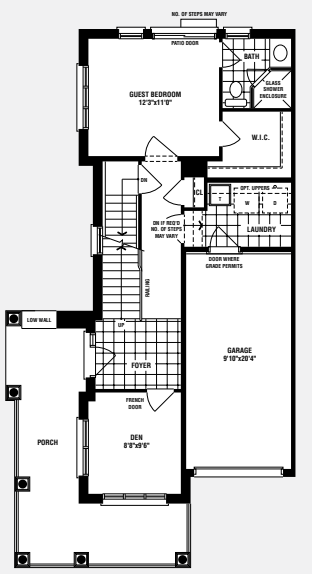 NO. OF STEPS MAY VARY
PATIO DOOR
BATH
GLASS
SHOWER
ENCLOSURE
GUEST BEDROOM
12'3"x11'0"
W.I.C.
DN
CL
OPT. UPPERS
T
W
D
DN IF REQ'D
NO. OF STEPS
MAY VARY
LAUNDRY
DOOR WHERE
GRADE PERMITS
RAILING
LOW WALL
UP
FOYER
GARAGE
9'10"x20'4"
FRENCH
DOOR
DEN
8'8"x9'6"
PORCH